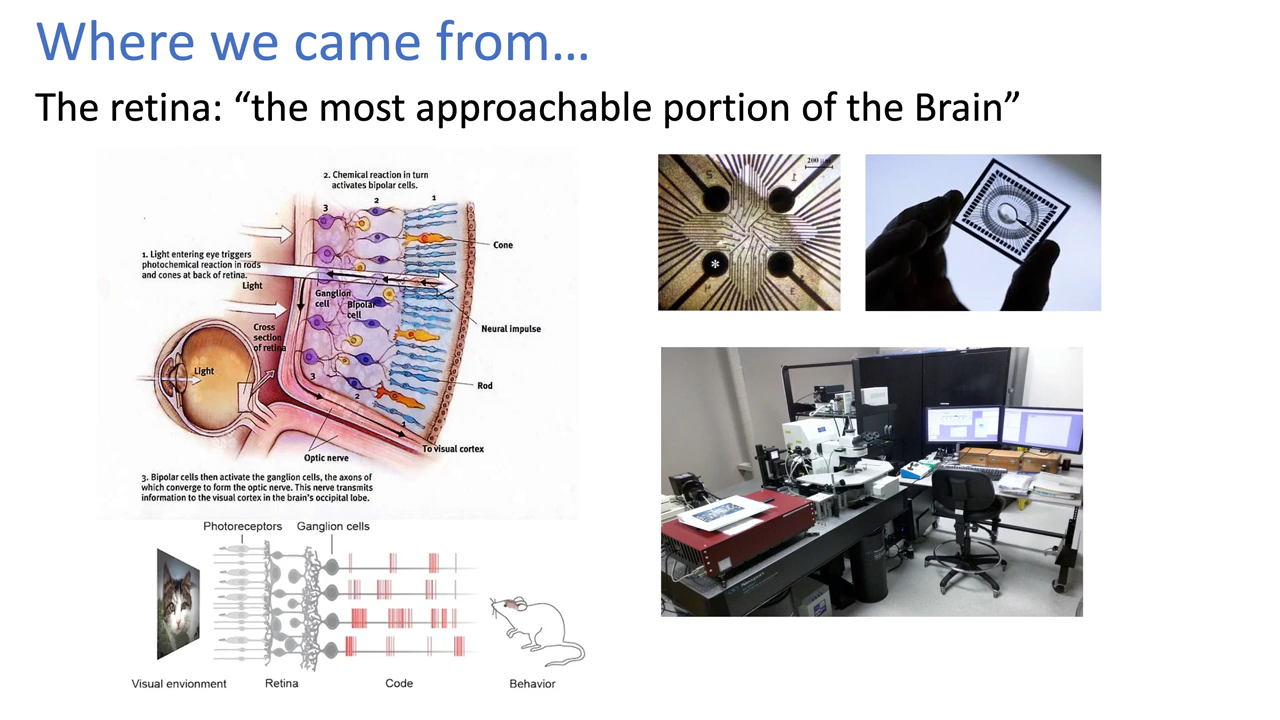 Where we came from…
The retina: “the most approachable portion of the Brain”
2. Chemical reaction in turn
activates bipolar cells.
3
2
1
Cone
1. Light entering eye triggers
photochemical reaction in rods
and cones at back of retina.
Light
Ganglion
cell
Bipolar
cell
Neural impulse
Cross
section
of retina
Light
3
2
1
Rod
To visual cortex
Optic nerve
3. Bipolar cells then activate the ganglion cells, the axons of
which converge to form the optic nerve. This nerve transmits
information to the visual cortex in the brain's occipital lobe.
Photoreceptors
Ganglion cells
Visual envionment
Retina
Code
Behavior
200
*